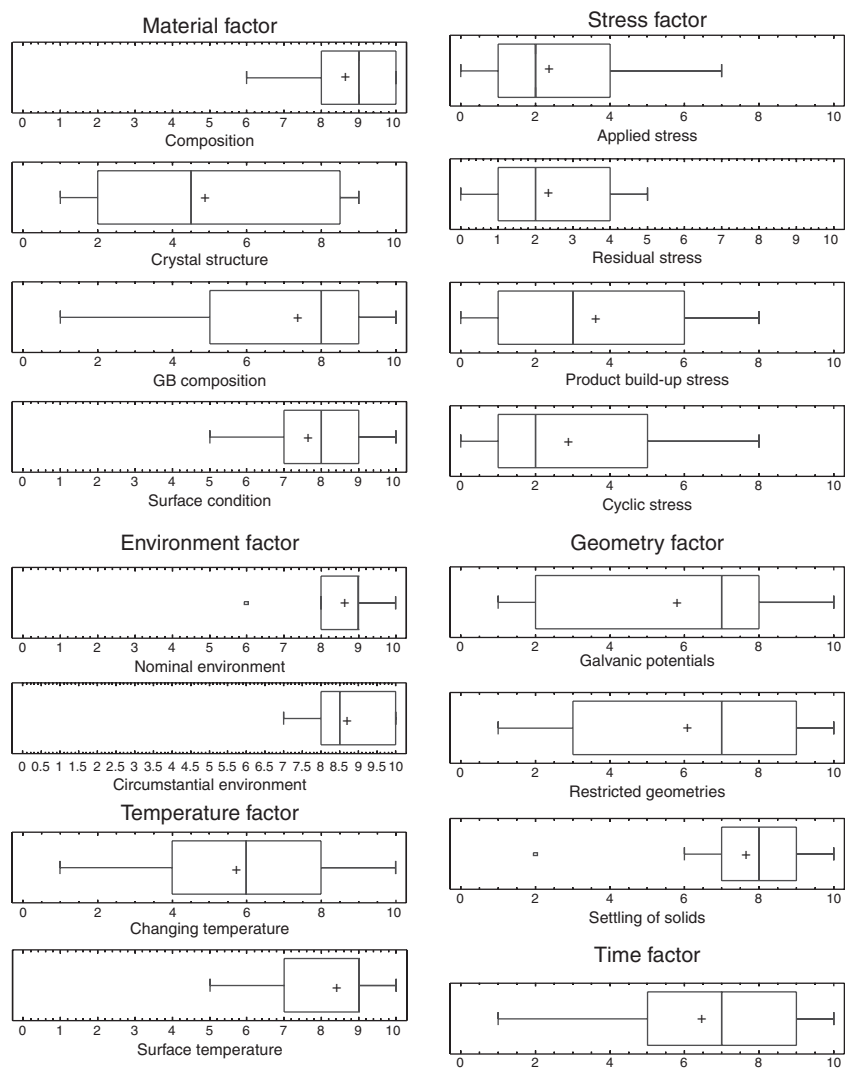 Material factor
0 1 2 3 4 5 6 7 8 9 10
Composition
0 2 4 6 8 10
Crystal structure
0 2 4 6 8 10
GB composition
0 1 2 3 4 5 6 7 8 9 10
Surface condition
Environment factor
0 1 2 3 4 5 6 7 8 9 10
Nominal environment
0 0.5 1 1.5 2 2.5 3 3.5 4 4.5 5 5.5 6 6.5 7 7.5 8 8.5 9 9.5 10
Circumstantial environment
Temperature factor
0 2 4 6 8 10
Changing temperature
0 1 2 3 4 5 6 7 8 9 10
Surface temperature
Stress factor
0 2 4 6 8 10
Applied stress
0 1 2 3 4 5 6 7 8 9 10
Residual stress
0 2 4 6 8 10
Product build-up stress
0 2 4 6 8 10
Cyclic stress
Geometry factor
0 2 4 6 8 10
Galvanic potentials
0 2 4 6 8 10
Restricted geometries
0 2 4 6 8 10
Settling of solids
Time factor
0 2 4 6 8 10